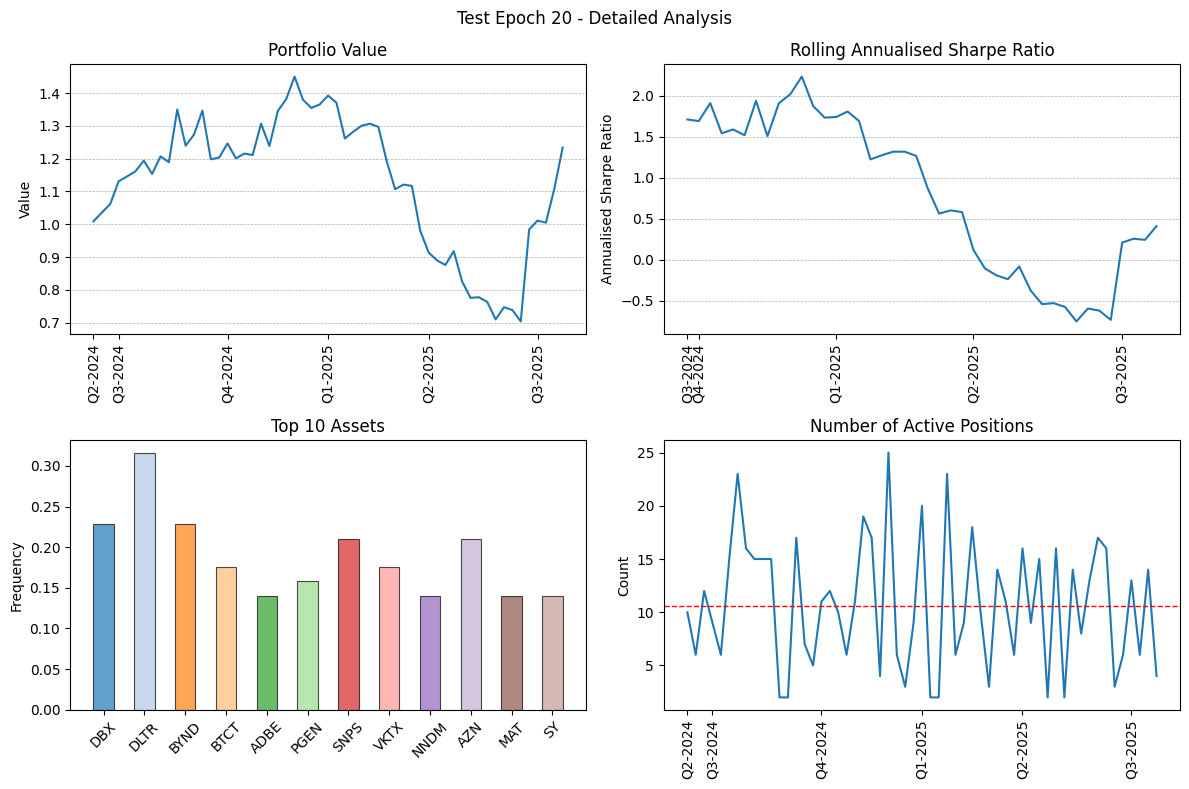 Test Epoch 20 - Detailed Analysis
Portfolio Value
Value
1.4
1.3
1.2
1.1
1.0
0.9
0.8
0.7
Q2-2024
Q3-2024
Q4-2024
Q1-2025
Q2-2025
Q3-2025
Rolling Annualised Sharpe Ratio
Annualised Sharpe Ratio
2.0
1.5
1.0
0.5
0.0
−0.5
Q3-2024
Q4-2024
Q1-2025
Q2-2025
Q3-2025
Top 10 Assets
Frequency
0.30
0.25
0.20
0.15
0.10
0.05
0.00
DBX
DLTR
BYND
BTCT
ADBE
PGEN
SNPS
VKTX
NNDM
AZN
MAT
SY
Number of Active Positions
Count
25
20
15
10
5
Q2-2024
Q3-2024
Q4-2024
Q1-2025
Q2-2025
Q3-2025